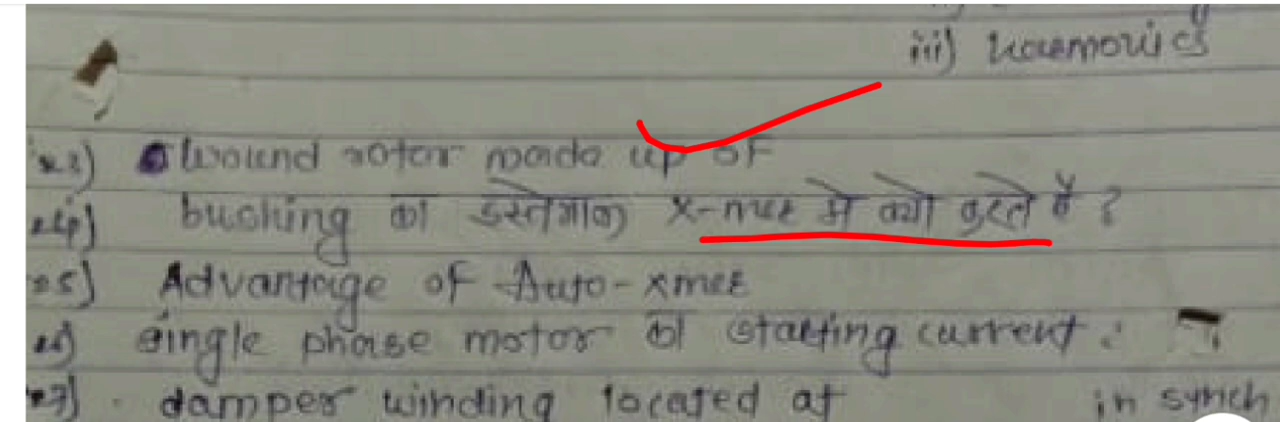 iii) Harmonics
23) Wound rotor made up of
24) bushing का इस्तेमाल X-mer में क्यों करते है ?
25) Advantage of Auto-xmer
26) single phase motor का starting current :
27) damper winding located at in synch